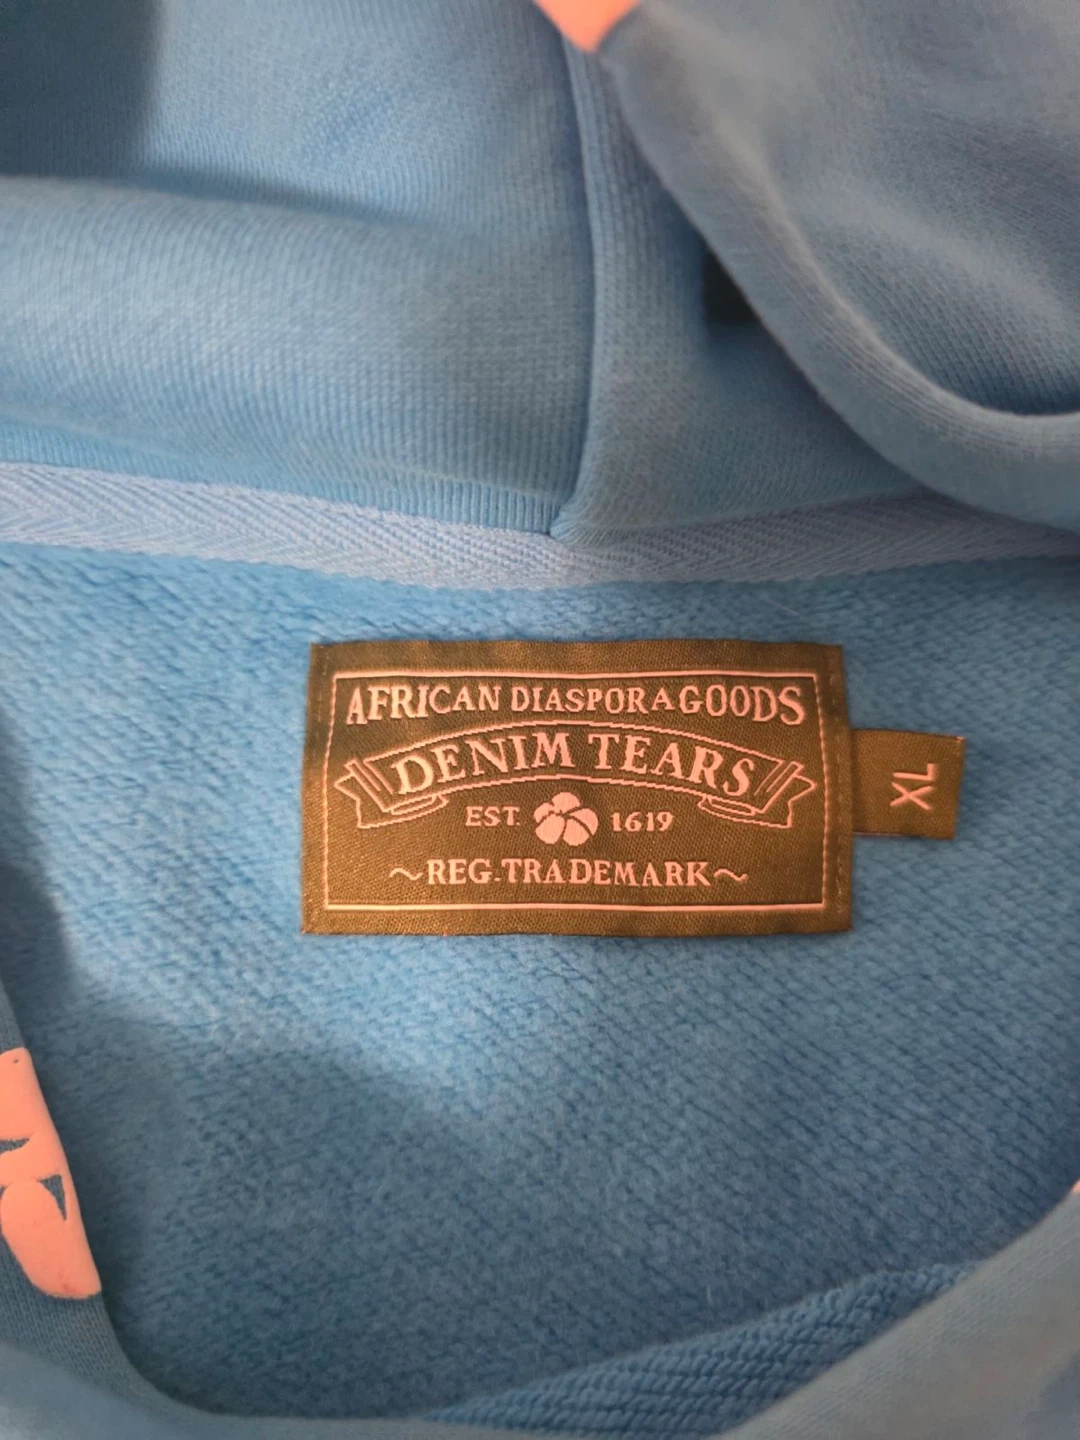 AFRICAN DIASPORA GOODS
DENIM TEARS
EST. 1619
~REG.TRADEMARK~
XL